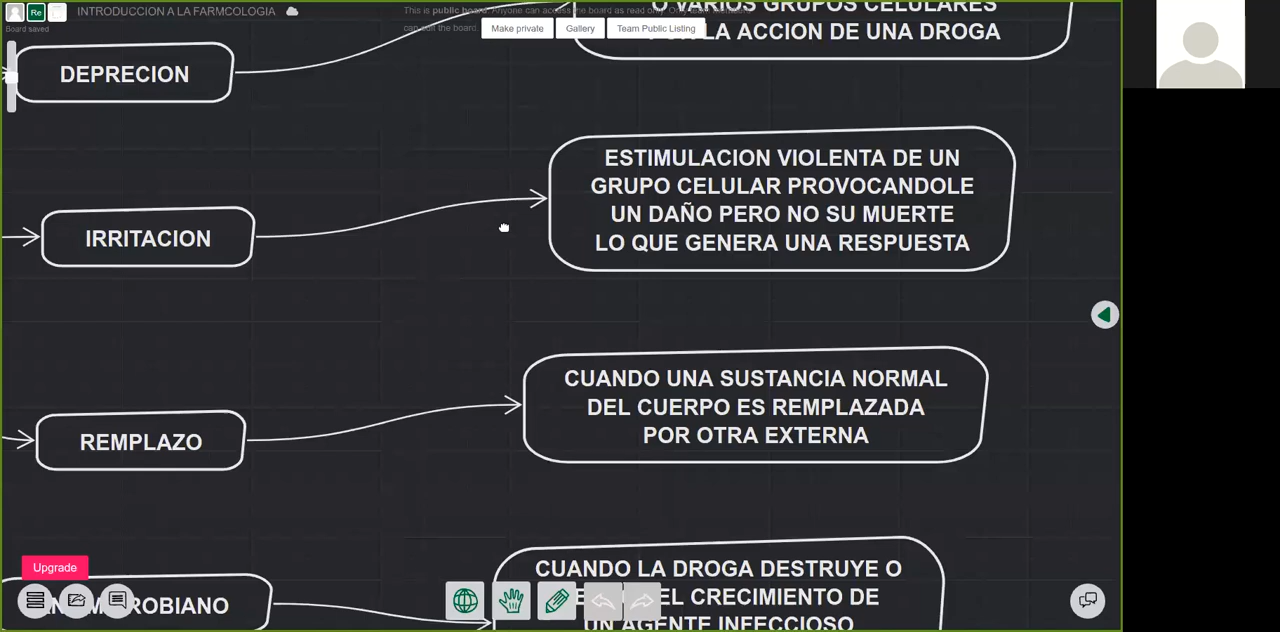 Re
INTRODUCCION A LA FARMCOLOGIA
Board saved
This is public board. Anyone can access the board as read only. Only
can edit the board.
Make private
Gallery
Team Public Listing
O VARIOS GRUPOS CELULARES
LA ACCION DE UNA DROGA
DEPRECION
ESTIMULACION VIOLENTA DE UN
GRUPO CELULAR PROVOCANDOLE
UN DAÑO PERO NO SU MUERTE
LO QUE GENERA UNA RESPUESTA
IRRITACION
CUANDO UNA SUSTANCIA NORMAL
DEL CUERPO ES REMPLAZADA
POR OTRA EXTERNA
REMPLAZO
Upgrade
CUANDO LA DROGA DESTRUYE O
EL CRECIMIENTO DE
UN AGENTE INFECCIOSO